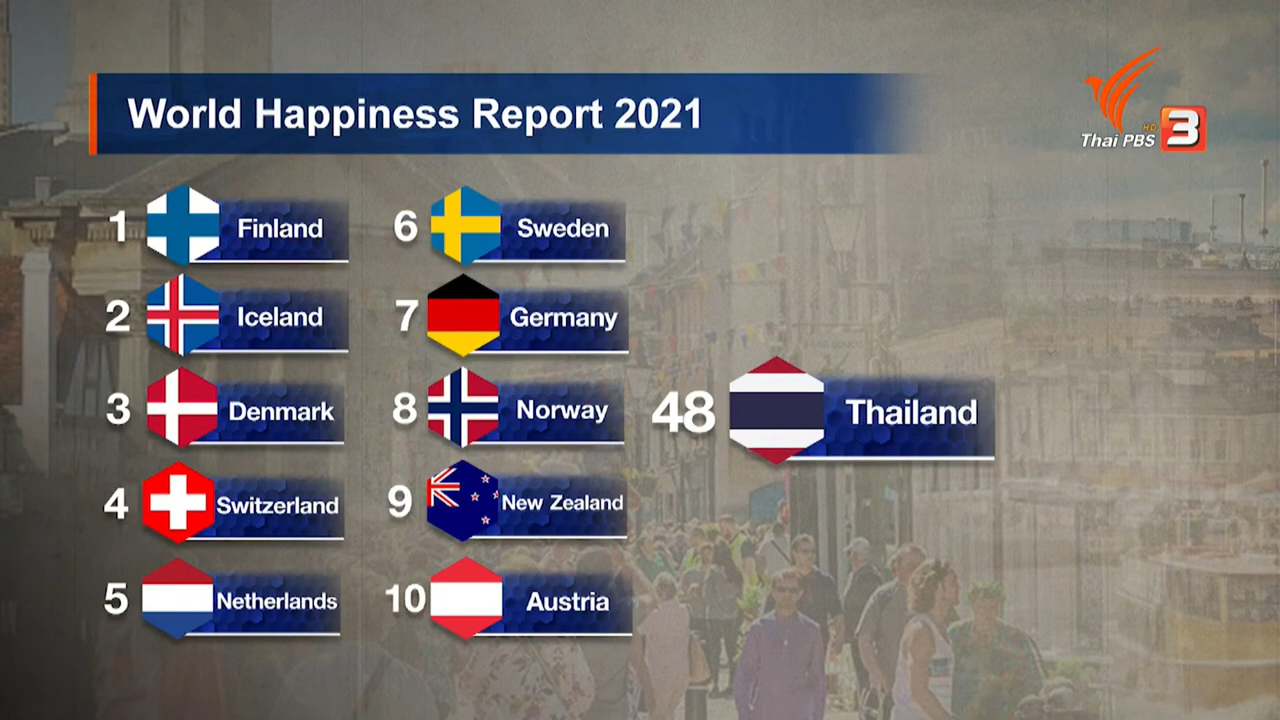 World Happiness Report 2021
Thai PBS HD 3
1 Finland
2 Iceland
3 Denmark
4 Switzerland
5 Netherlands
6 Sweden
7 Germany
8 Norway
9 New Zealand
10 Austria
48 Thailand